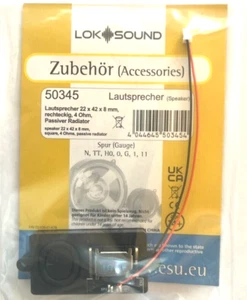 LOKSOUND
Zubehör (Accessories)
50345 Lautsprecher (Speaker)
Lautsprecher 22 x 42 x 8 mm,
rechteckig, 4 Ohm,
Passiver Radiator
speaker 22 x 42 x 8 mm,
square, 4 Ohms, passive radiator
4 044645 503454
Spur (Gauge)
N, TT, H0, 0, G, 1, 11
UK
CA
esu.eu